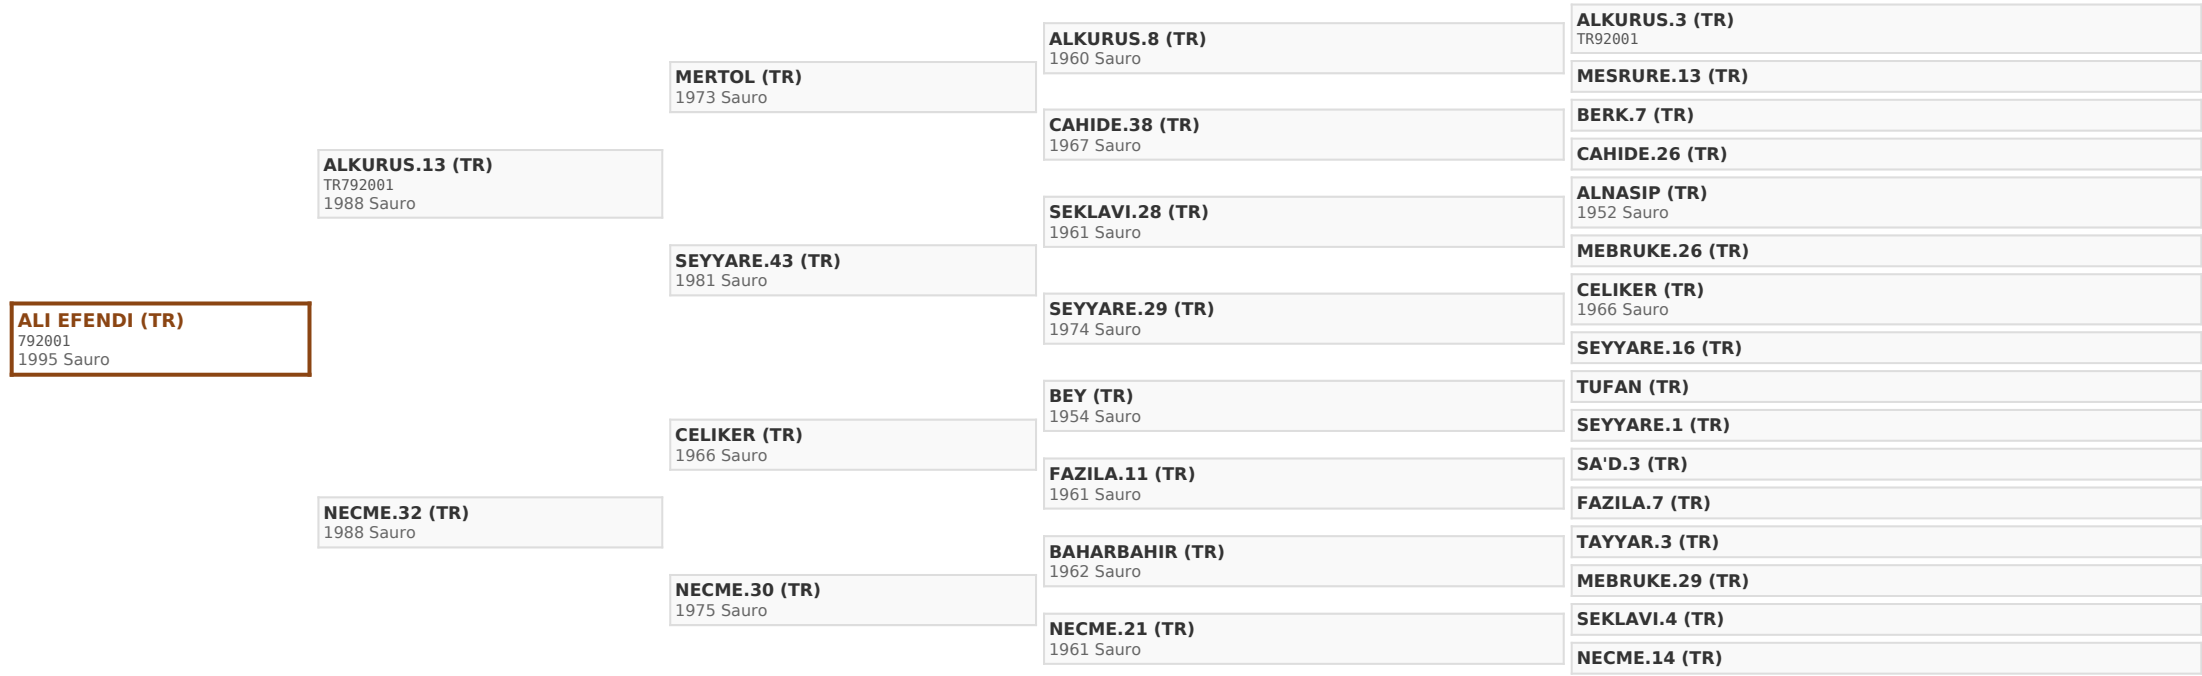 ALI EFENDI (TR)
792001
1995 Sauro
ALKURUS.13 (TR)
TR792001
1988 Sauro
NECME.32 (TR)
1988 Sauro
MERTOL (TR)
1973 Sauro
SEYYARE.43 (TR)
1981 Sauro
CELIKER (TR)
1966 Sauro
NECME.30 (TR)
1975 Sauro
ALKURUS.8 (TR)
1960 Sauro
CAHIDE.38 (TR)
1967 Sauro
SEKLAVI.28 (TR)
1961 Sauro
SEYYARE.29 (TR)
1974 Sauro
BEY (TR)
1954 Sauro
FAZILA.11 (TR)
1961 Sauro
BAHARBAHIR (TR)
1962 Sauro
NECME.21 (TR)
1961 Sauro
ALKURUS.3 (TR)
TR92001
MESRURE.13 (TR)
BERK.7 (TR)
CAHIDE.26 (TR)
ALNASIP (TR)
1952 Sauro
MEBRUKE.26 (TR)
CELIKER (TR)
1966 Sauro
SEYYARE.16 (TR)
TUFAN (TR)
SEYYARE.1 (TR)
SA'D.3 (TR)
FAZILA.7 (TR)
TAYYAR.3 (TR)
MEBRUKE.29 (TR)
SEKLAVI.4 (TR)
NECME.14 (TR)